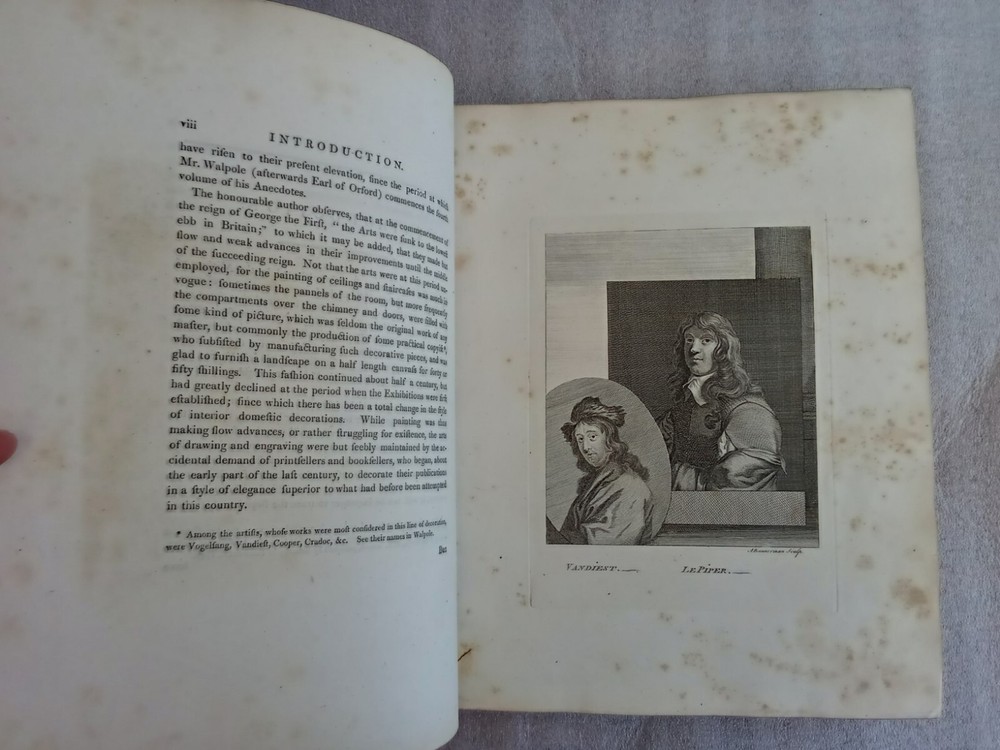 viii
INTRODUCTION.
have riſen to their preſent elevation, ſince the period at which
Mr. Walpole (afterwards Earl of Orford) commences the fourth
volume of his Anecdotes.
The honourable author obſerves, that at the commencement of
the reign of George the Firſt, “the Arts were ſunk to the loweſt
ebb in Britain;” to which it may be added, that they made but
ſlow and weak advances in their improvements until the middle
of the ſucceeding reign. Not that the arts were at this period un-
employed, for the painting of ceilings and ſtaircaſes was much in
vogue: ſometimes the pannels of the room, but more frequently
the compartments over the chimney and doors, were filled with
ſome kind of picture, which was ſeldom the original work of any
maſter, but commonly the production of ſome practical copyiſt*,
who ſubſiſted by manufacturing ſuch decorative pieces, and was
glad to furniſh a landſcape on a half length canvaſs for forty or
fifty ſhillings. This faſhion continued about half a century, but
had greatly declined at the period when the Exhibitions were firſt
eſtabliſhed; ſince which there has been a total change in the ſtyle
of interior domeſtic decorations. While painting was thus
making ſlow advances, or rather ſtruggling for exiſtence, the arts
of drawing and engraving were but feebly maintained by the ac-
cidental demand of printſellers and bookſellers, who began, about
the early part of the laſt century, to decorate their publications
in a ſtyle of elegance ſuperior to what had before been attempted
in this country.
* Among the artiſts, whoſe works were moſt conſidered in this line of decoration,
were Vogelſang, Vandieſt, Cooper, Cradoc, &c. See their names in Walpole.
But
A Bannerman Sculp.
VANDIEST.
LE PIPER.